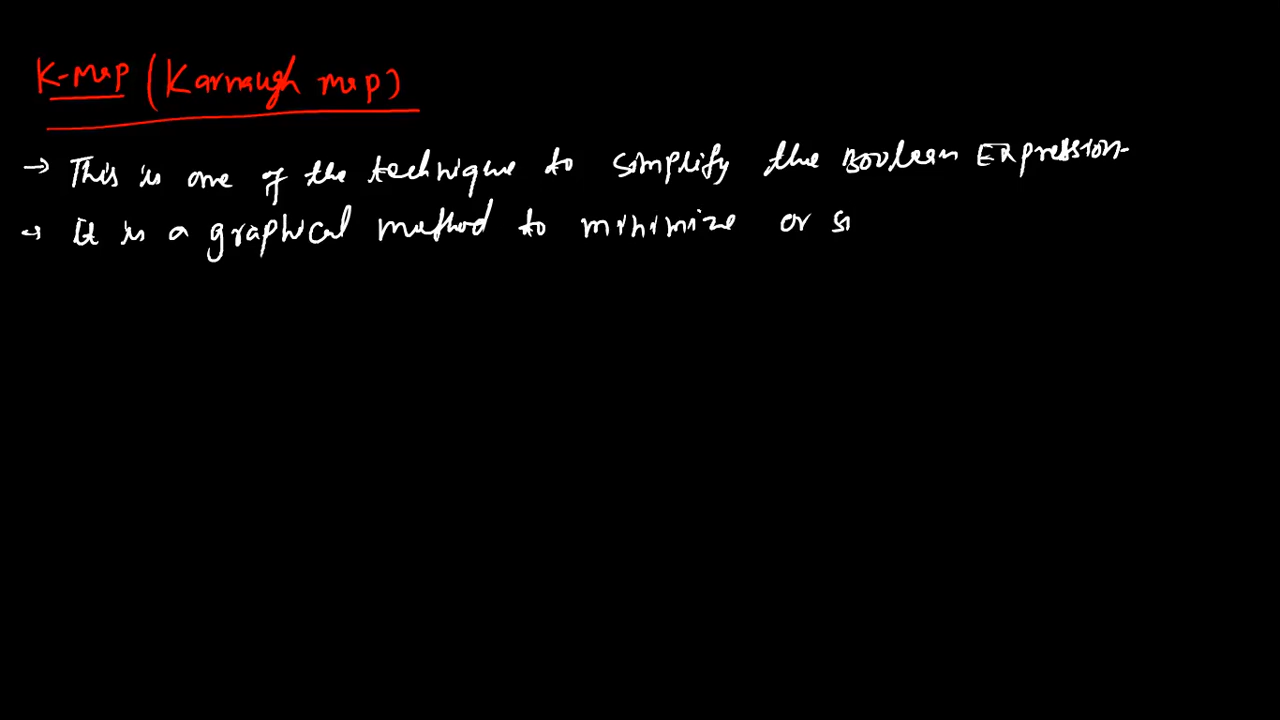 K-Map (Karnaugh map)
→ This is one of the technique to simplify the Boolean Expression-
→ It is a graphical method to minimize or si